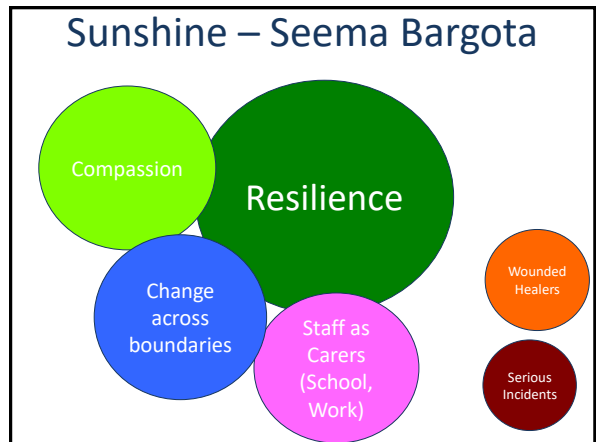 Sunshine – Seema Bargota
Compassion
Resilience
Change
across
boundaries
Staff as
Carers
(School,
Work)
Wounded
Healers
Serious
Incidents